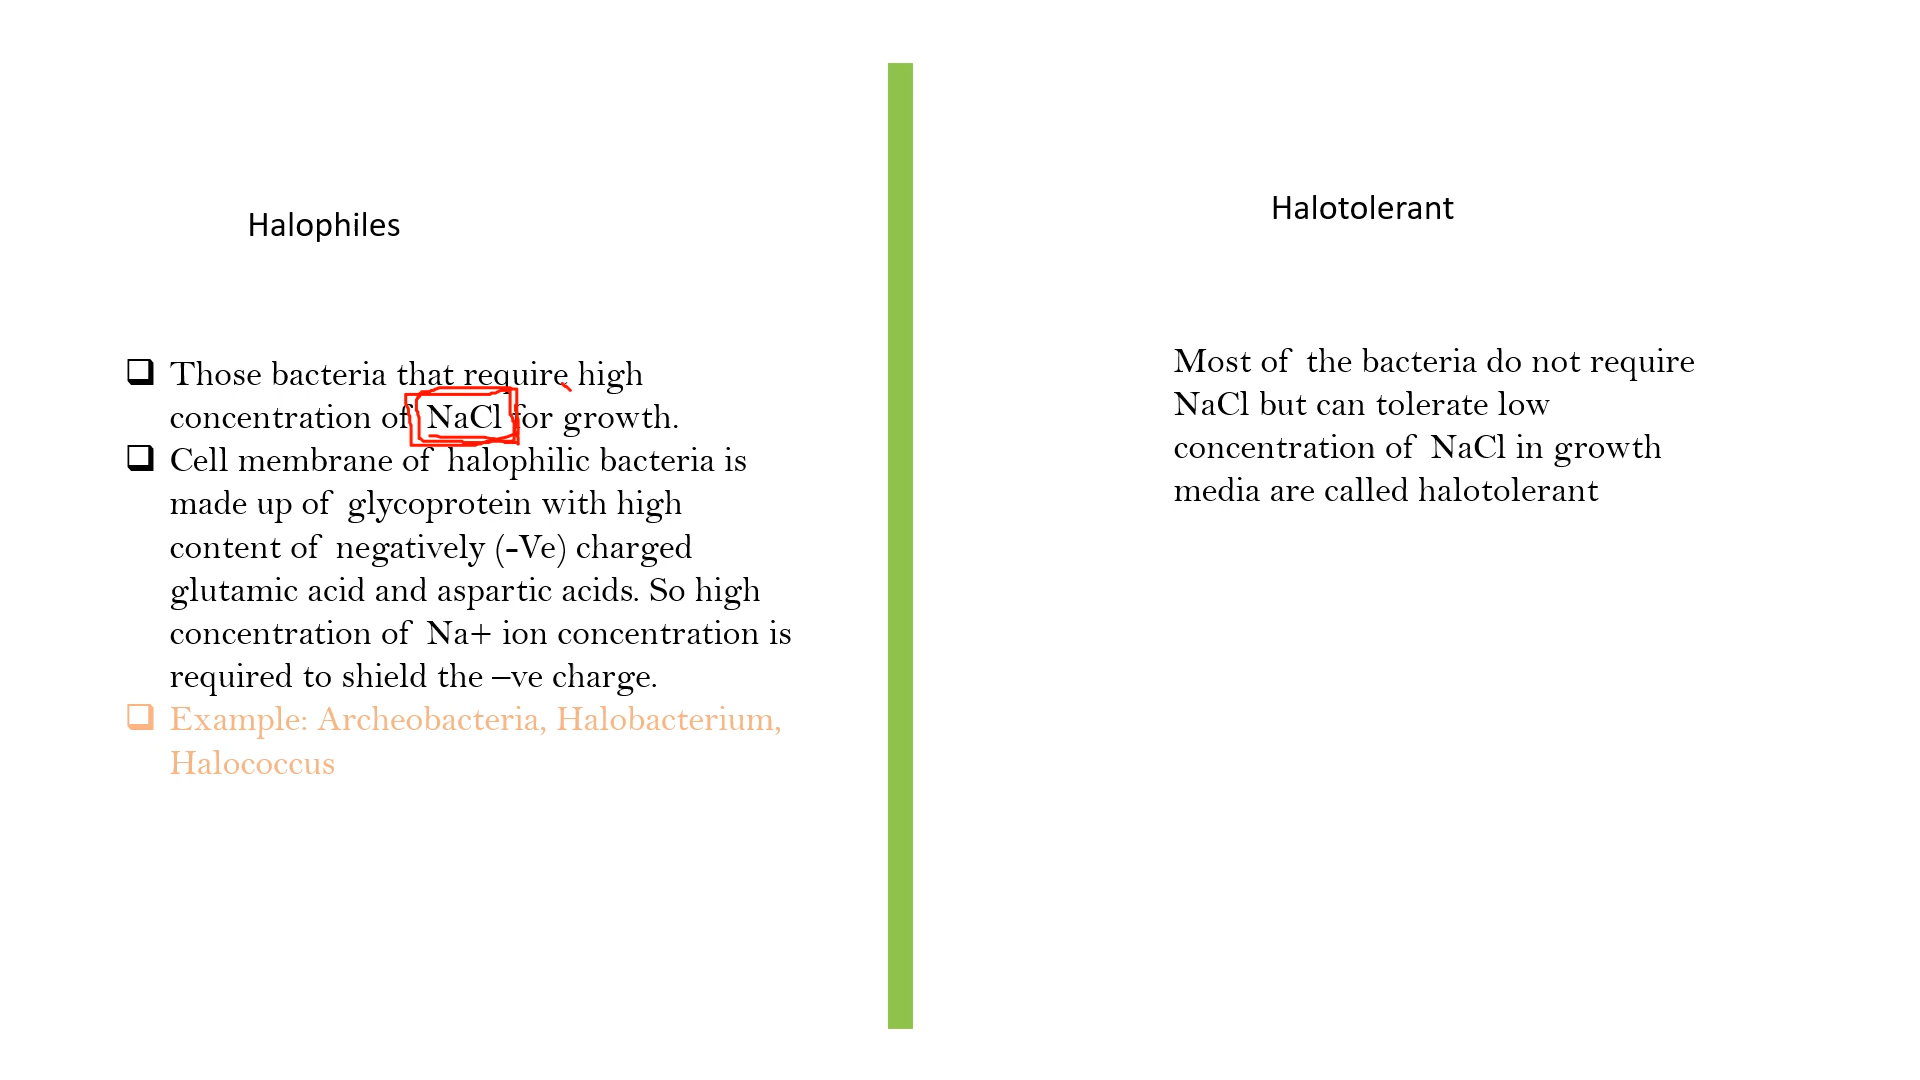 Halophiles
Those bacteria that require high
concentration of NaCl for growth.
Cell membrane of halophilic bacteria is
made up of glycoprotein with high
content of negatively (-Ve) charged
glutamic acid and aspartic acids. So high
concentration of Na+ ion concentration is
required to shield the –ve charge.
Example: Archeobacteria, Halobacterium,
Halococcus
Halotolerant
Most of the bacteria do not require
NaCl but can tolerate low
concentration of NaCl in growth
media are called halotolerant